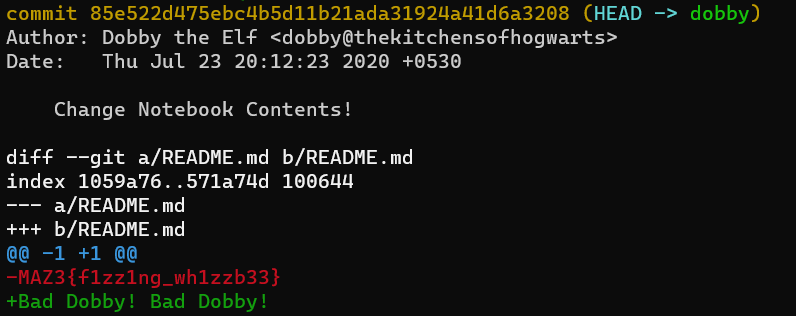 commit 85e522d475ebc4b5d11b21ada31924a41d6a3208 (HEAD -> dobby)
Author: Dobby the Elf <dobby@thekitchensofhogwarts>
Date:   Thu Jul 23 20:12:23 2020 +0530
    Change Notebook Contents!
diff --git a/README.md b/README.md
index 1059a76..571a74d 100644
--- a/README.md
+++ b/README.md
@@ -1 +1 @@
-MAZ3{f1zz1ng_wh1zzb33}
+Bad Dobby! Bad Dobby!